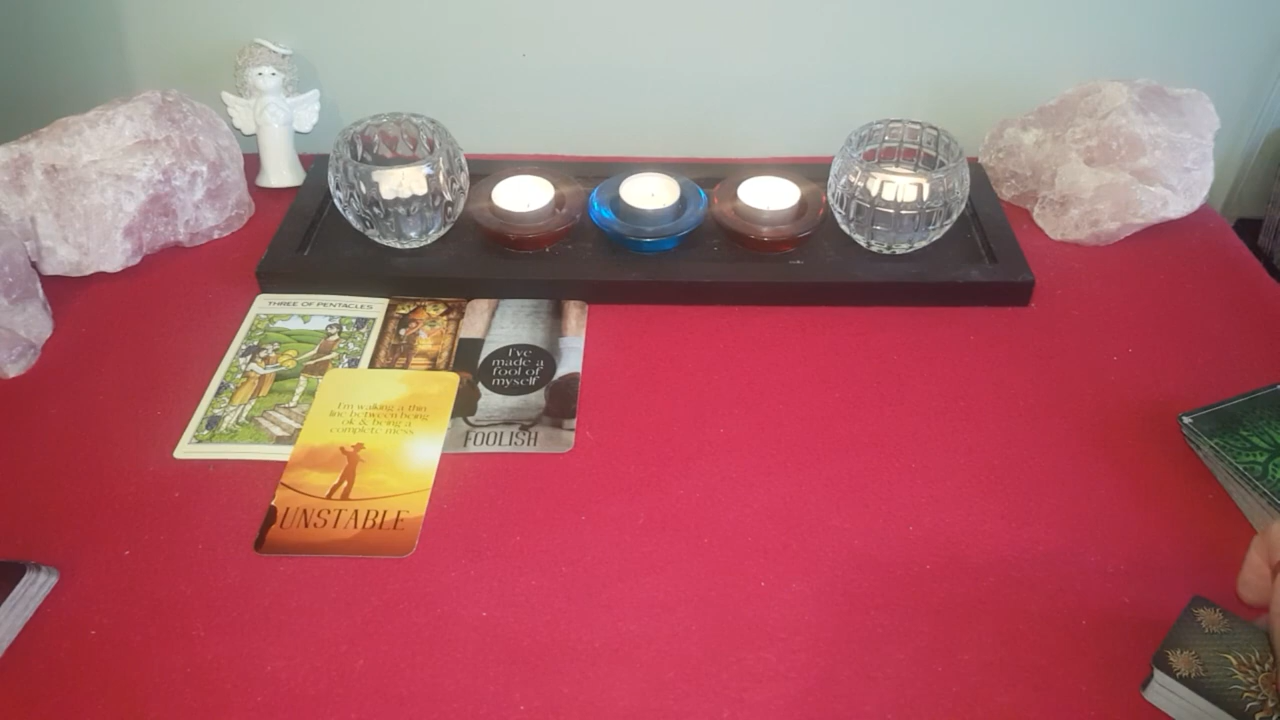 THREE OF PENTACLES
I've
made a
fool of
myself
FOOLISH
I'm walking a thin
line between being
ok & being a
complete mess
UNSTABLE